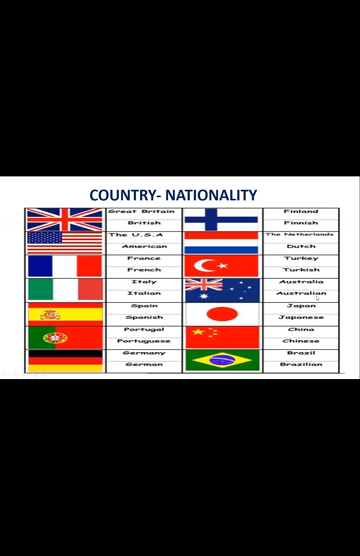 COUNTRY- NATIONALITY
Great Britain
British
Finland
Finnish
The U.S.A
American
The Netherlands
Dutch
France
French
Turkey
Turkish
Italy
Italian
Australia
Australian
Spain
Spanish
Japan
Japanese
Portugal
Portuguese
China
Chinese
Germany
German
Brazil
Brazilian